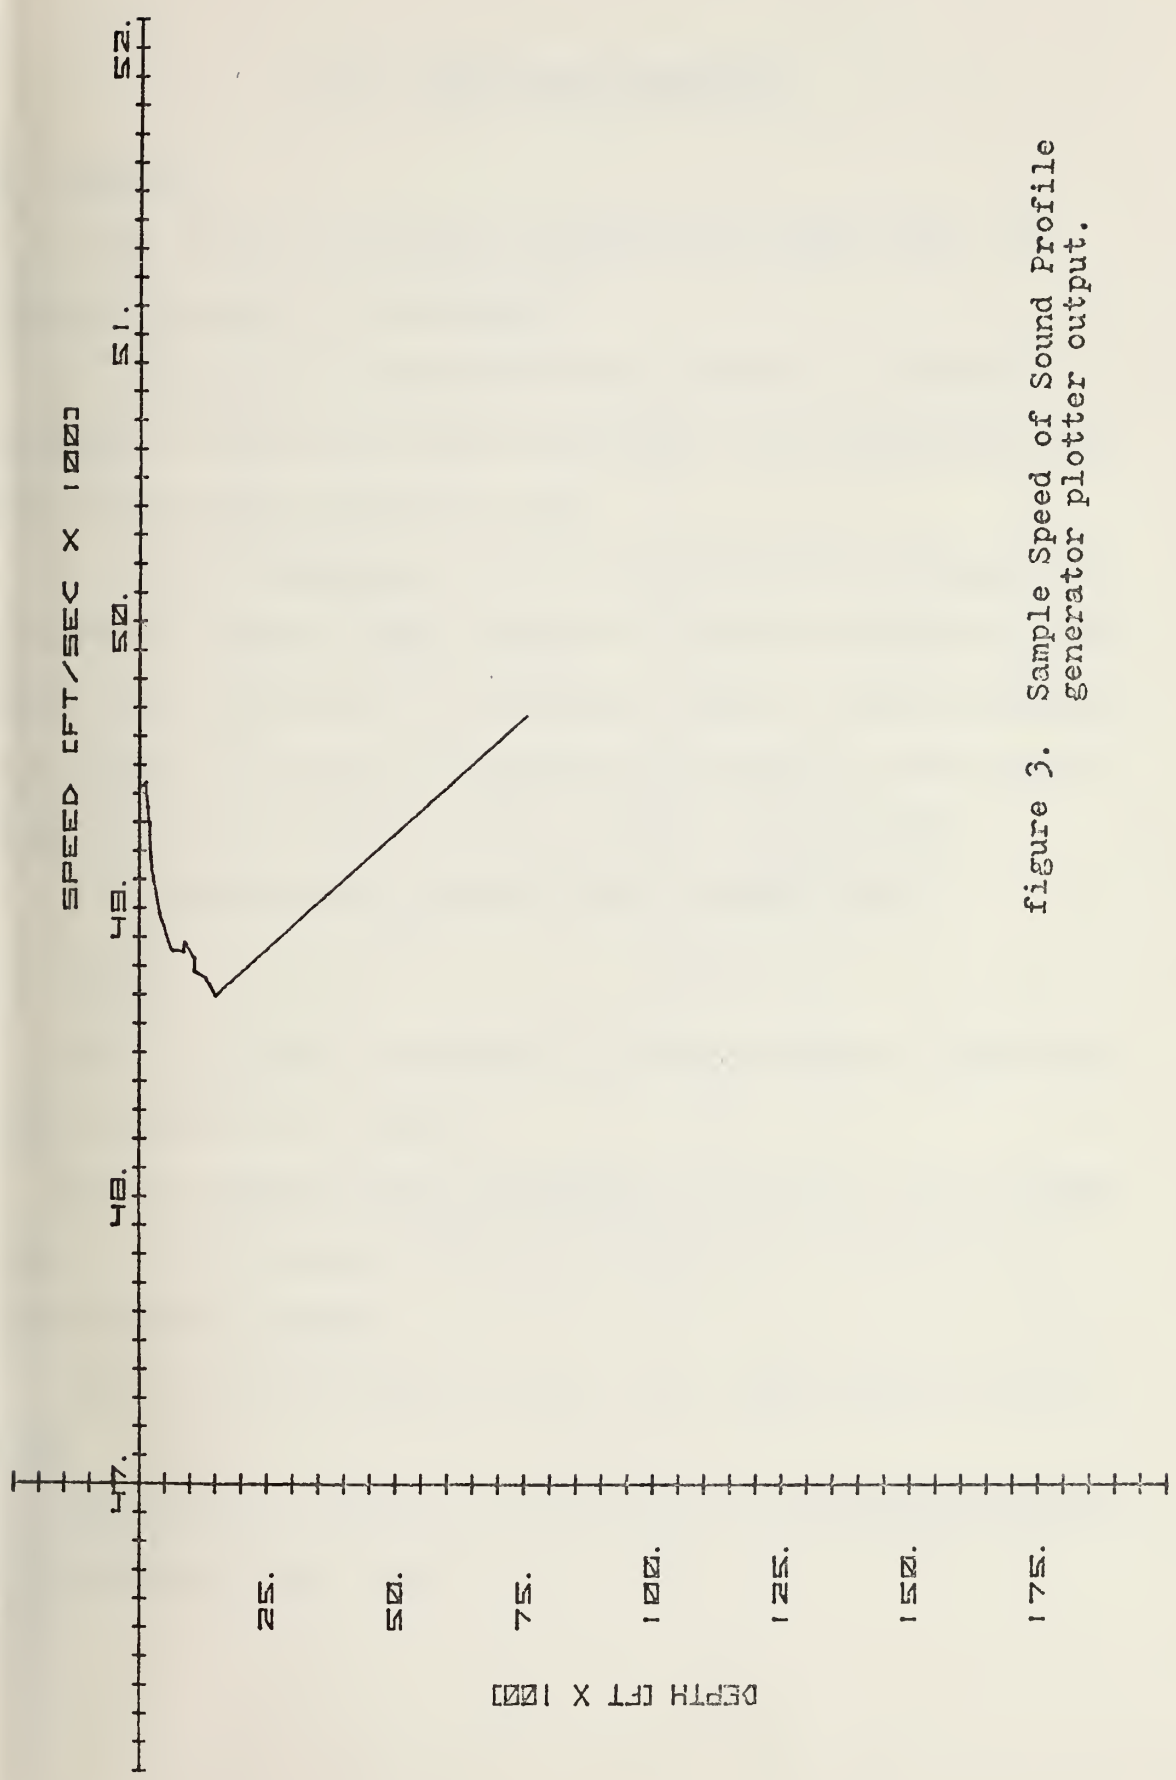 SPEED [FT/SEC X 100]
47. 48. 49. 50. 51. 52.
25.
50.
75.
100.
125.
150.
175.
DEPTH [FT X 100]
figure 3. Sample Speed of Sound Profile
generator plotter output.